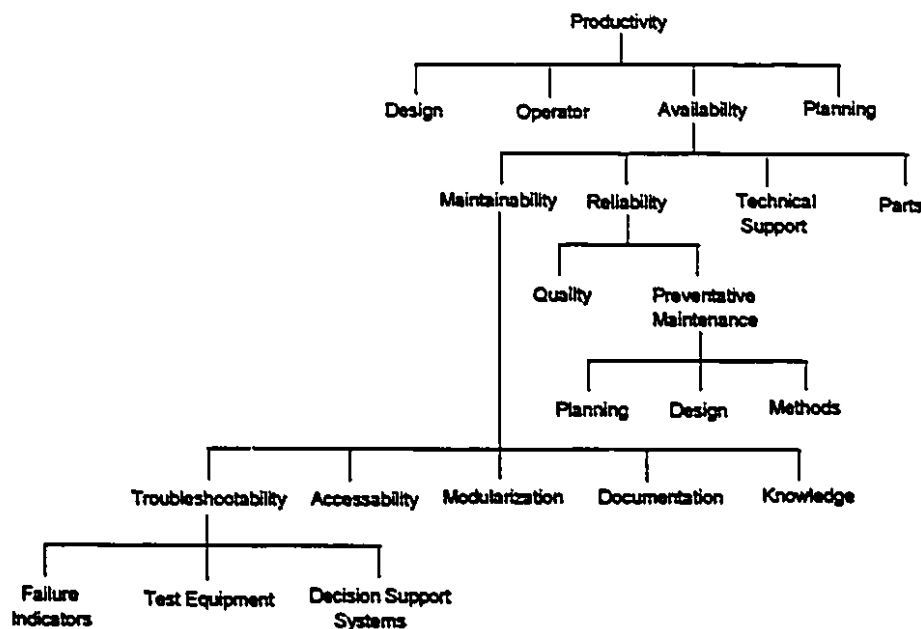 Productivity
Design Operator Availability Planning
Maintainability Reliability Technical Support Parts
Quality Preventative Maintenance
Planning Design Methods
Troubleshootability Accessability Modularization Documentation Knowledge
Failure Indicators Test Equipment Decision Support Systems